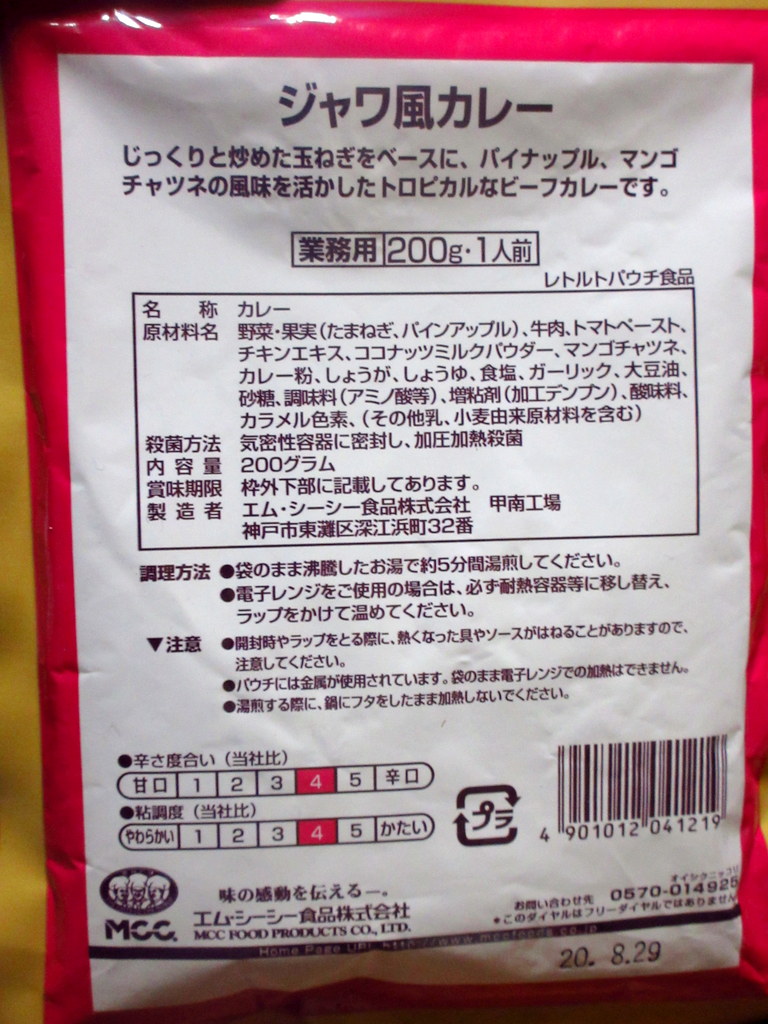 ジャワ風カレー
じっくりと炒めた玉ねぎをベースに、パイナップル、マンゴ
チャツネの風味を活かしたトロピカルなビーフカレーです。
業務用 200g・1人前
レトルトパウチ食品
名 称 カレー
原材料名 野菜・果実(たまねぎ、パインアップル)、牛肉、トマトペースト、
チキンエキス、ココナッツミルクパウダー、マンゴチャツネ、
カレー粉、しょうが、しょうゆ、食塩、ガーリック、大豆油、
砂糖、調味料(アミノ酸等)、増粘剤(加工デンプン)、酸味料、
カラメル色素、(その他乳、小麦由来原材料を含む)
殺菌方法 気密性容器に密封し、加圧加熱殺菌
内容量 200グラム
賞味期限 枠外下部に記載してあります。
製造者 エム・シーシー食品株式会社 甲南工場
神戸市東灘区深江浜町32番
調理方法 ●袋のまま沸騰したお湯で約5分間湯煎してください。
●電子レンジをご使用の場合は、必ず耐熱容器等に移し替え、
ラップをかけて温めてください。
▼注意 ●開封時やラップをとる際に、熱くなった具やソースがはねることがありますので、
注意してください。
●パウチには金属が使用されています。袋のまま電子レンジでの加熱はできません。
●湯煎する際に、鍋にフタをしたまま加熱しないでください。
●辛さ度合い(当社比)
甘口 1 2 3 4 5 辛口
●粘調度(当社比)
やわらかい 1 2 3 4 5 かたい
プラ
4 901012 041219
MCC.
味の感動を伝える―。
エム・シーシー食品株式会社
MCC FOOD PRODUCTS CO., LTD.
オイシクニッコリ
お問い合わせ先 0570-014925
*このダイヤルはフリーダイヤルではありません
Home Page URL http://www.mccfoods.co.jp
20. 8.29